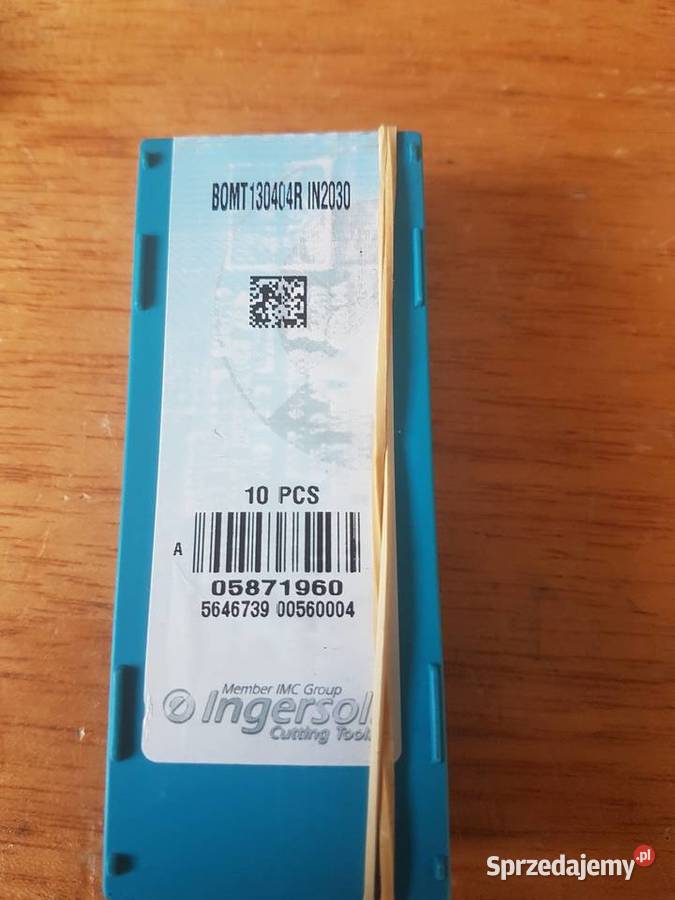 BOMT130404R IN2030
10 PCS
A
05871960
5646739 00560004
Member IMC Group
Ingersol
Cutting Tool
Sprzedajemy.pl